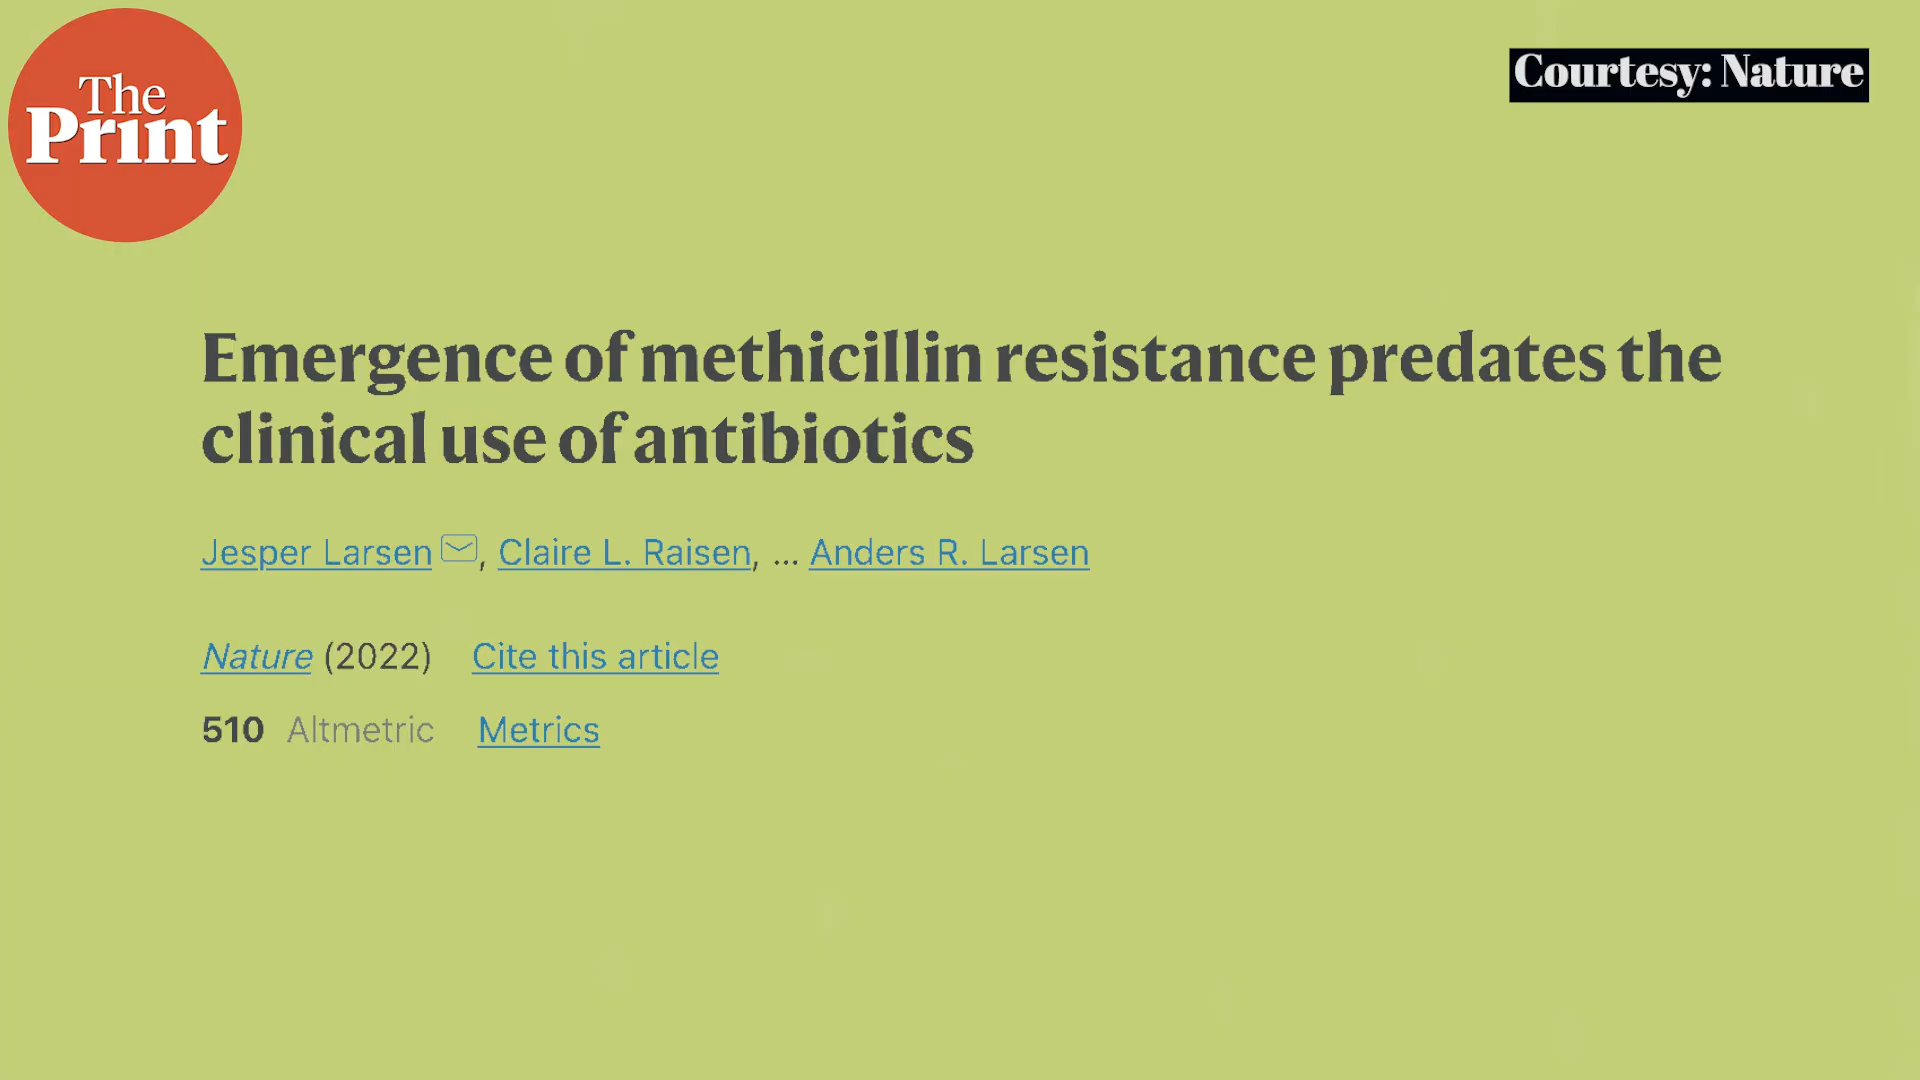 The
Print
Courtesy: Nature
Emergence of methicillin resistance predates the
clinical use of antibiotics
Jesper Larsen, Claire L. Raisen, ... Anders R. Larsen
Nature (2022) Cite this article
510 Altmetric Metrics